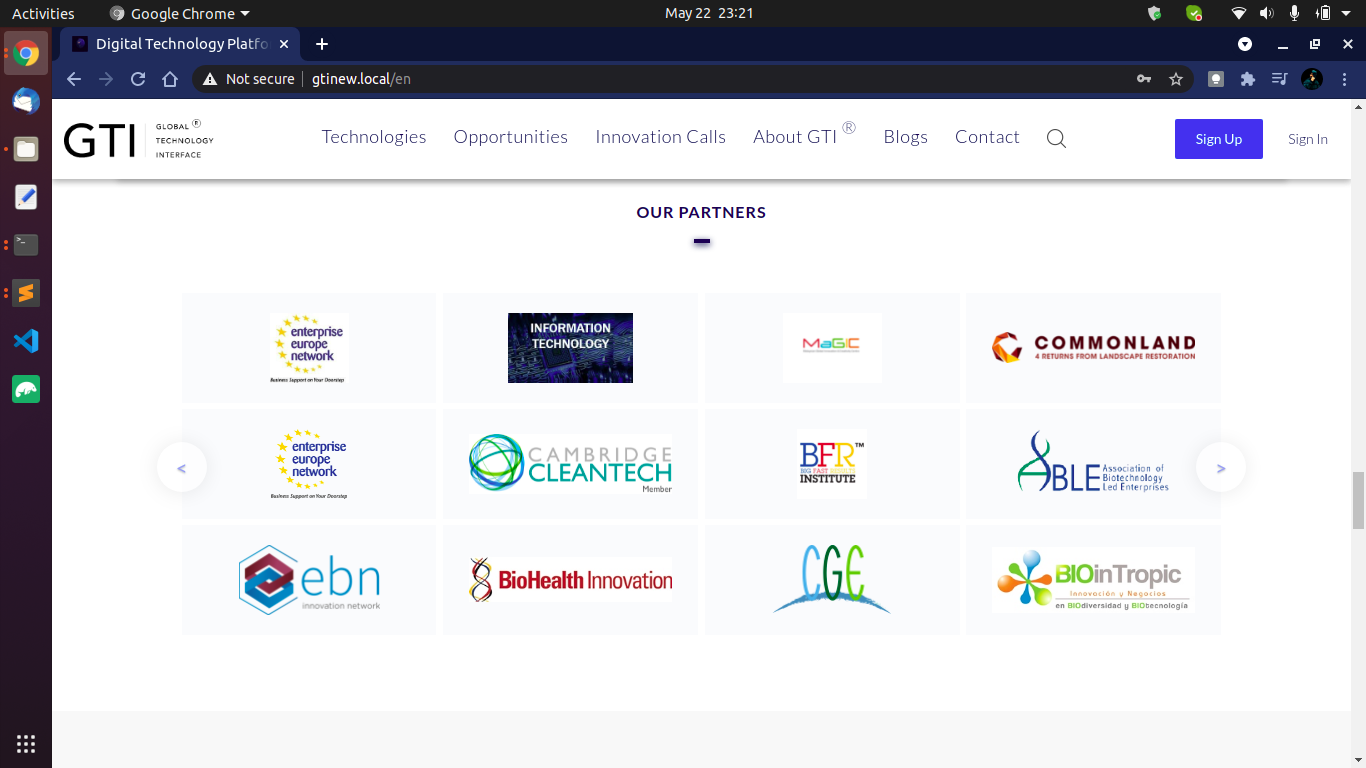 Activities
Google Chrome
May 22 23:21
Digital Technology Platfo
Not secure
gtinew.local/en
GTI
GLOBAL ®
TECHNOLOGY
INTERFACE
Technologies
Opportunities
Innovation Calls
About GTI ®
Blogs
Contact
Sign Up
Sign In
OUR PARTNERS
enterprise
europe
network
Business Support on Your Doorstep
INFORMATION
TECHNOLOGY
MaGIC
COMMONLAND
4 RETURNS FROM LANDSCAPE RESTORATION
<
enterprise
europe
network
Business Support on Your Doorstep
CAMBRIDGE
CLEANTECH
Member
BFR™
INSTITUTE
ABLE Association of
Biotechnology
Led Enterprises
>
ebn
innovation network
BioHealth Innovation
CGE
BIOinTropic
Innovación y Negocios
en BIOdiversidad y BIOtecnología